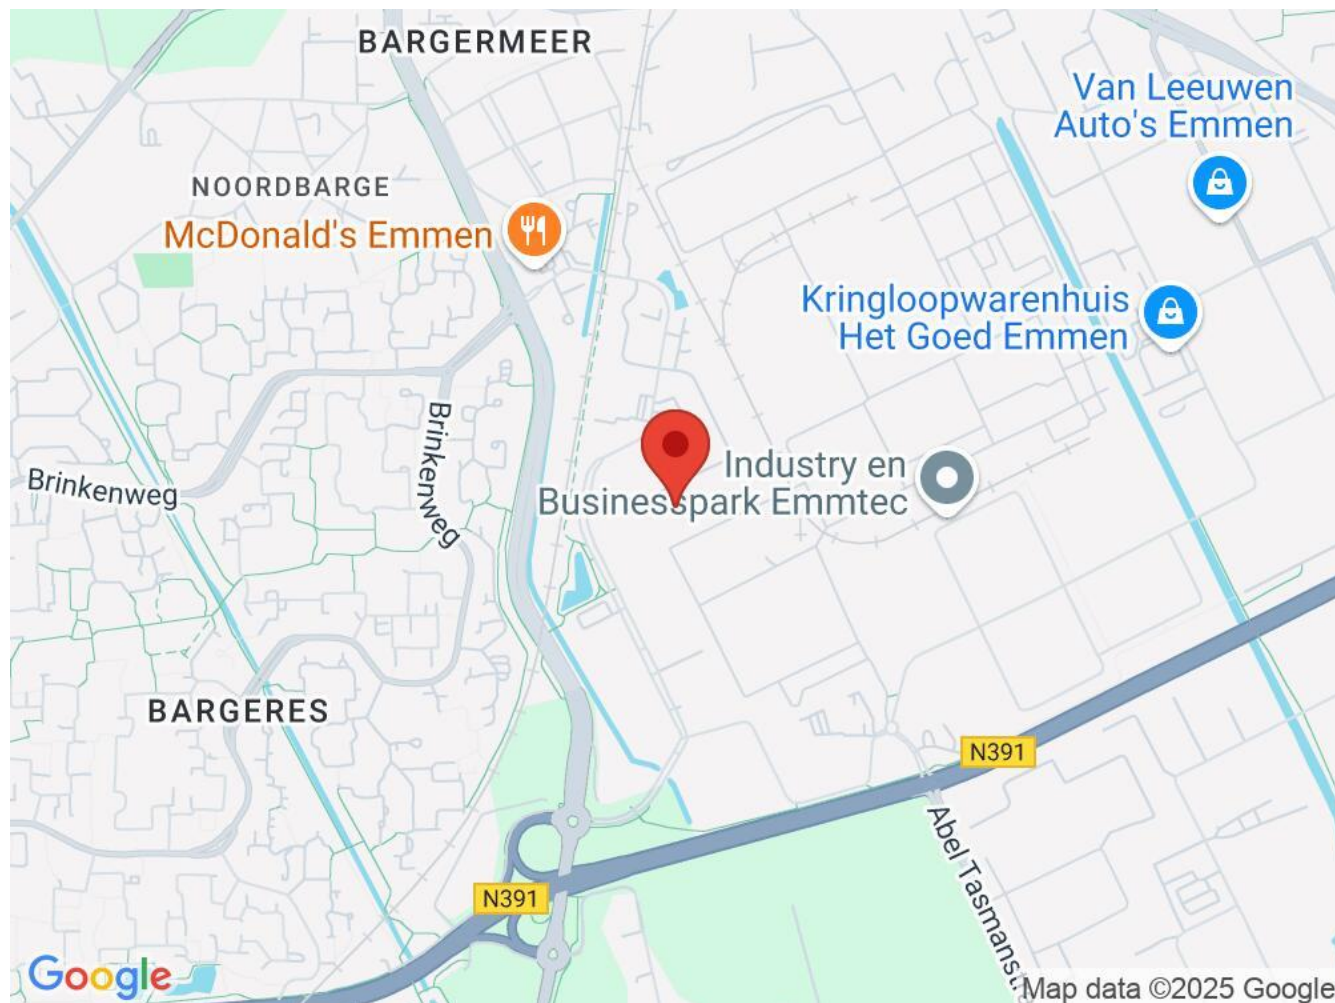 BARGERMEER
Van Leeuwen
Auto's Emmen
NOORDBARGE
McDonald's Emmen
Kringloopwarenhuis
Het Goed Emmen
Brinkenweg
Brinkenweg
Industry en
Businesspark Emmtec
BARGERES
N391
Abel Tasmanstr
N391
Google
Map data ©2025 Google